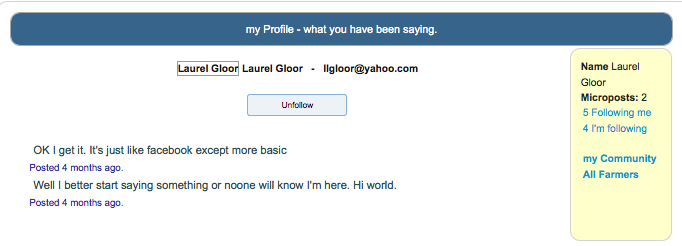 my Profile - what you have been saying.
Laurel Gloor Laurel Gloor - llgloor@yahoo.com
Unfollow
OK I get it. It's just like facebook except more basic
Posted 4 months ago.
Well I better start saying something or noone will know I'm here. Hi world.
Posted 4 months ago.
Name Laurel
Gloor
Microposts: 2
5 Following me
4 I'm following
my Community
All Farmers